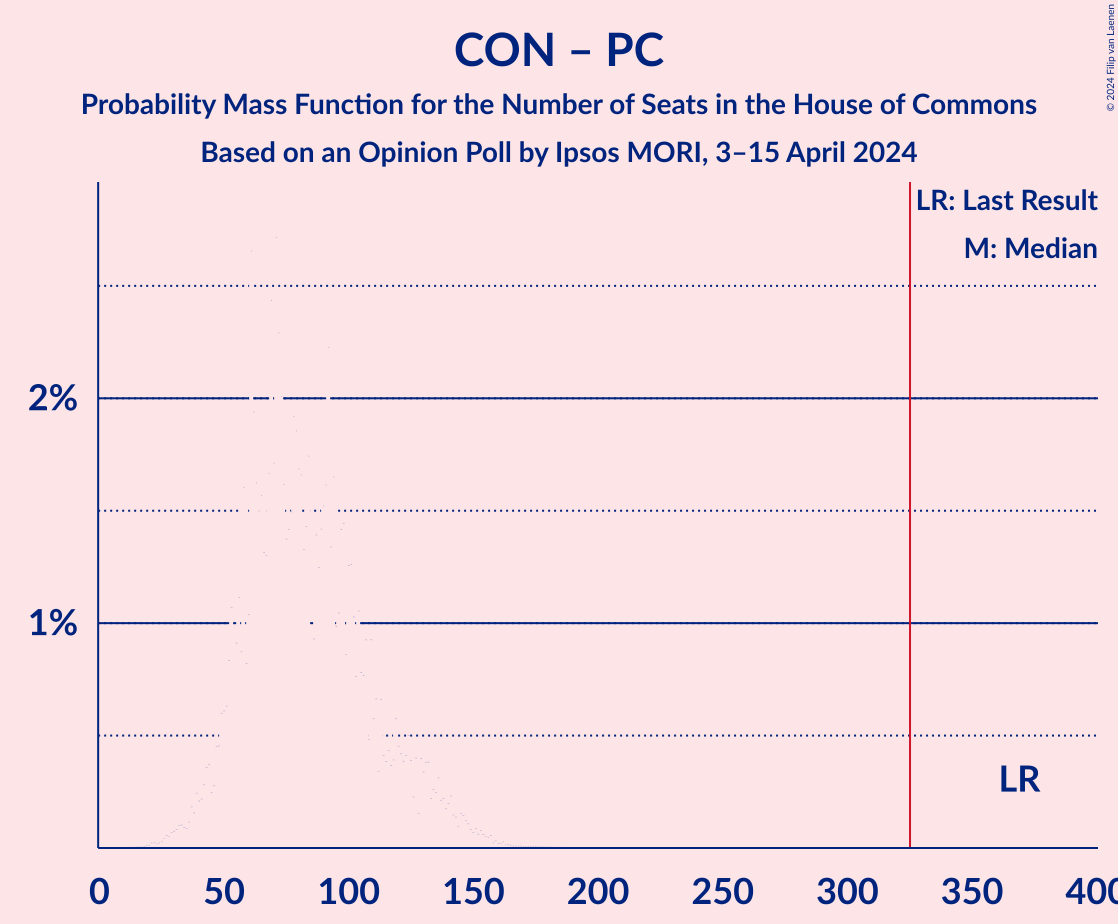 CON – PC
Probability Mass Function for the Number of Seats in the House of Commons
Based on an Opinion Poll by Ipsos MORI, 3–15 April 2024
© 2024 Filip van Laenen
LR: Last Result
M: Median
2%
1%
LR
0 50 100 150 200 250 300 350 400